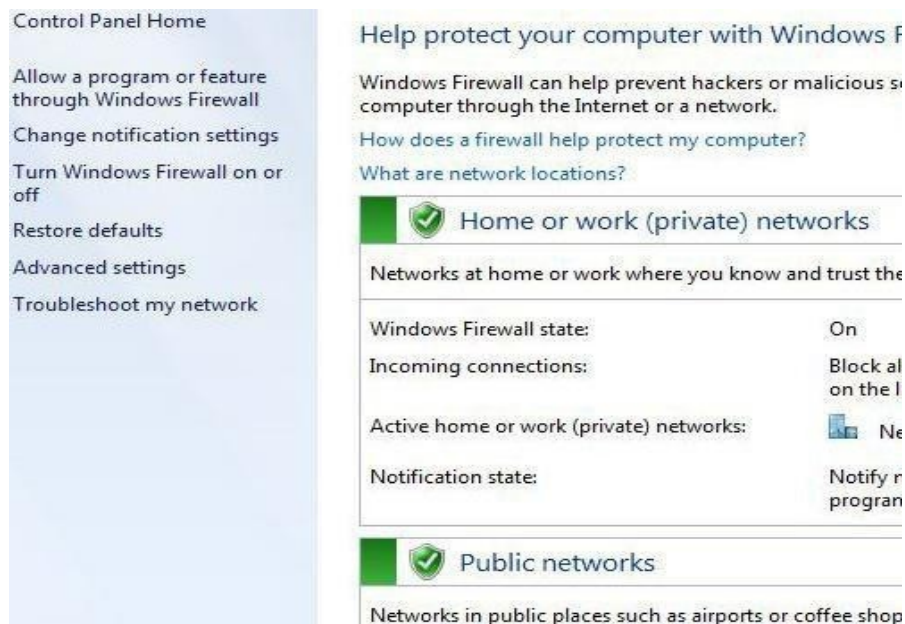 Control Panel Home
Allow a program or feature
through Windows Firewall
Change notification settings
Turn Windows Firewall on or
off
Restore defaults
Advanced settings
Troubleshoot my network
Help protect your computer with Windows
Windows Firewall can help prevent hackers or malicious
computer through the Internet or a network.
How does a firewall help protect my computer?
What are network locations?
Home or work (private) networks
Networks at home or work where you know and trust
Windows Firewall state: On
Incoming connections: Block
on the
Active home or work (private) networks:
Notification state: Notify
Public networks
Networks in public places such as airports or coffee